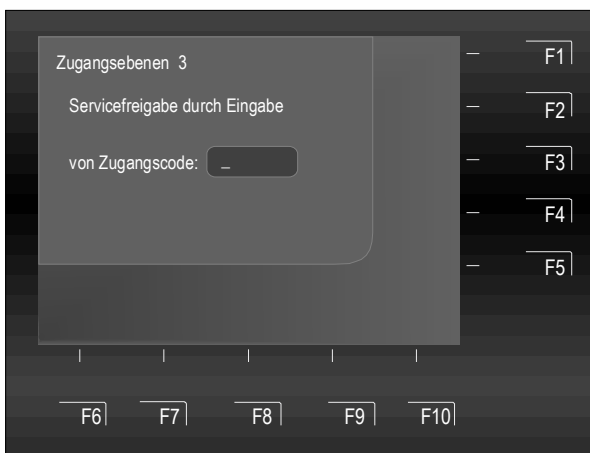 Zugangsebenen 3
Servicefreigabe durch Eingabe
von Zugangscode: _
F1
F2
F3
F4
F5
F6 F7 F8 F9 F10